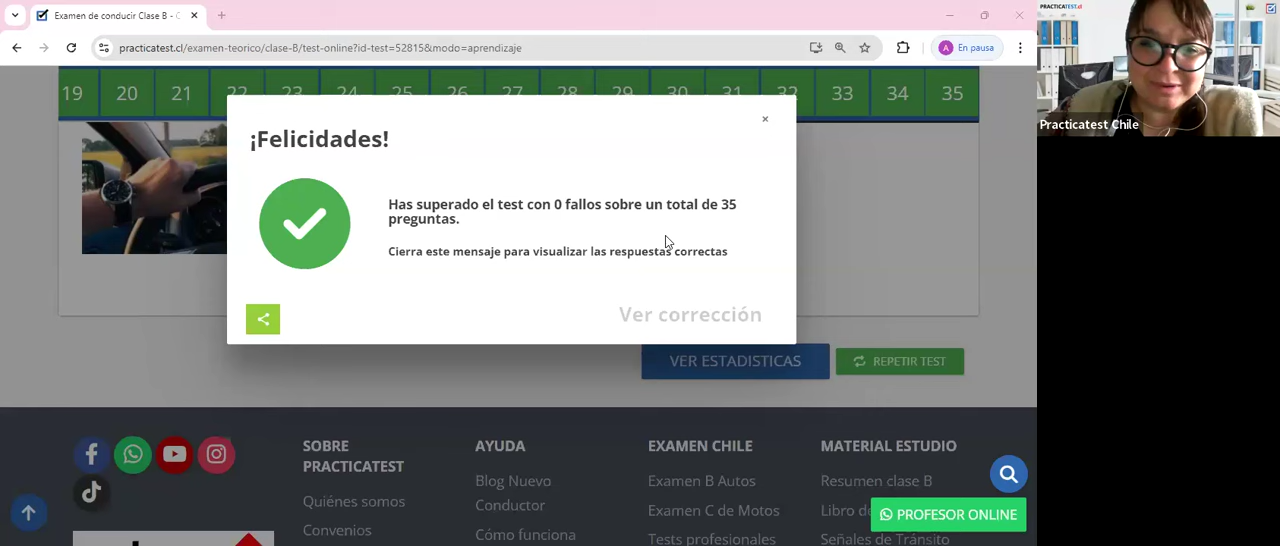 Examen de conducir Clase B - C
practicatest.cl/examen-teorico/clase-B/test-online?id-test=52815&modo=aprendizaje
A En pausa
PRACTICATEST.cl
Practicatest Chile
19 20 21 22 23 24 25 26 27 28 29 30 31 32 33 34 35
¡Felicidades!
Has superado el test con 0 fallos sobre un total de 35
preguntas.
Cierra este mensaje para visualizar las respuestas correctas
Ver corrección
VER ESTADISTICAS
REPETIR TEST
SOBRE
PRACTICATEST
Quiénes somos
Convenios
AYUDA
Blog Nuevo
Conductor
Cómo funciona
EXAMEN CHILE
Examen B Autos
Examen C de Motos
Tests profesionales
MATERIAL ESTUDIO
Resumen clase B
Libro de
Señales de Tránsito
PROFESOR ONLINE